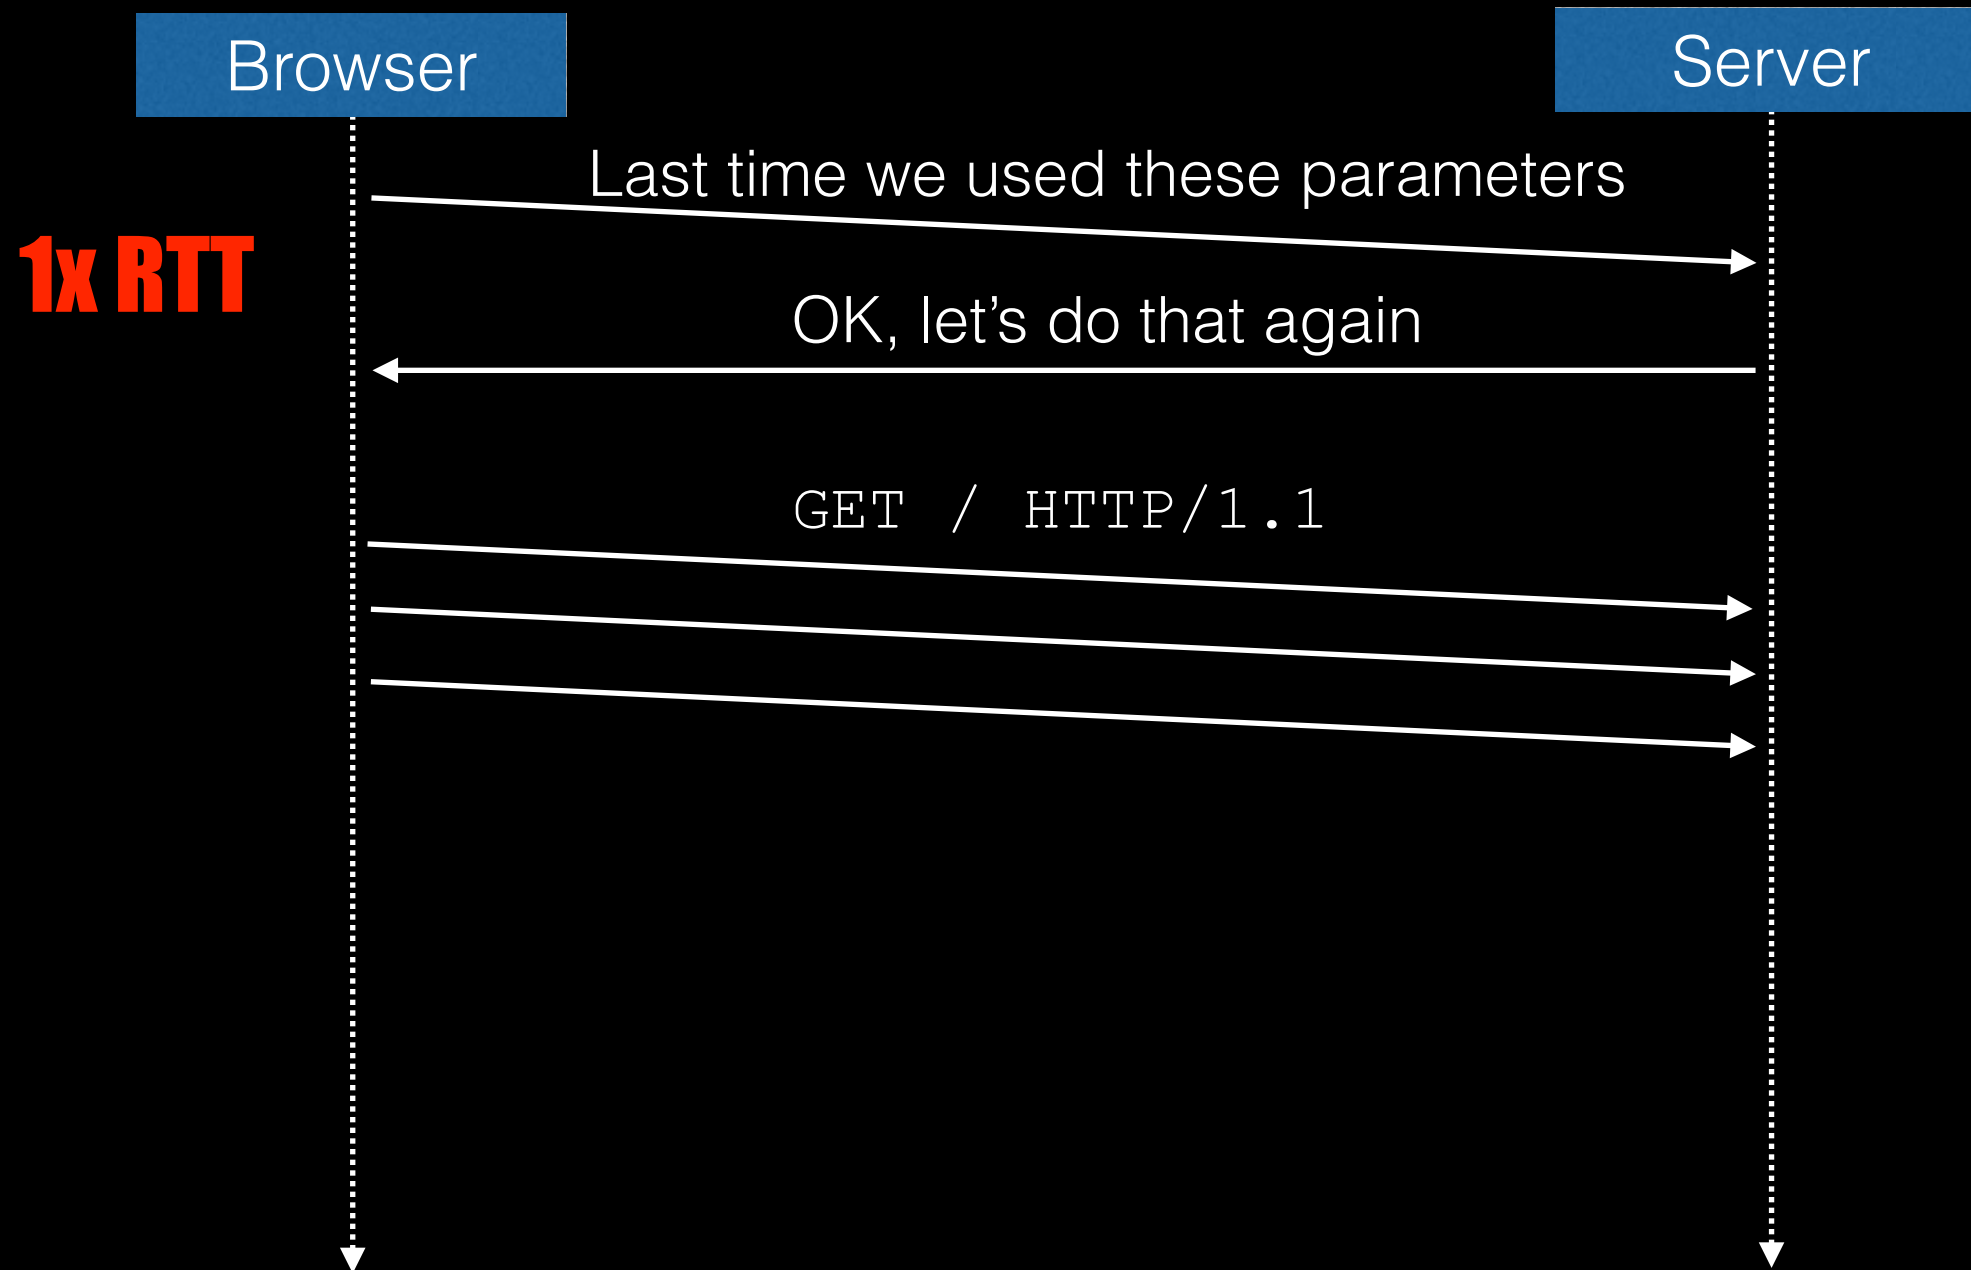 Browser
Server
Last time we used these parameters
1x RTT
OK, let’s do that again
GET / HTTP/1.1